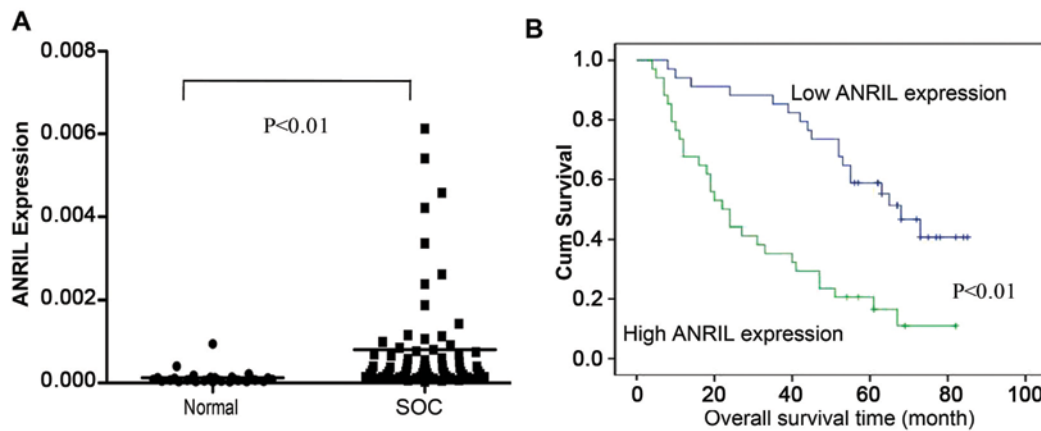 A
0.008
0.006
0.004
0.002
0.000
ANRIL Expression
P<0.01
Normal
SOC
B
1.0
0.8
0.6
0.4
0.2
0.0
Cum Survival
Low ANRIL expression
P<0.01
High ANRIL expression
0
20
40
60
80
100
Overall survival time (month)